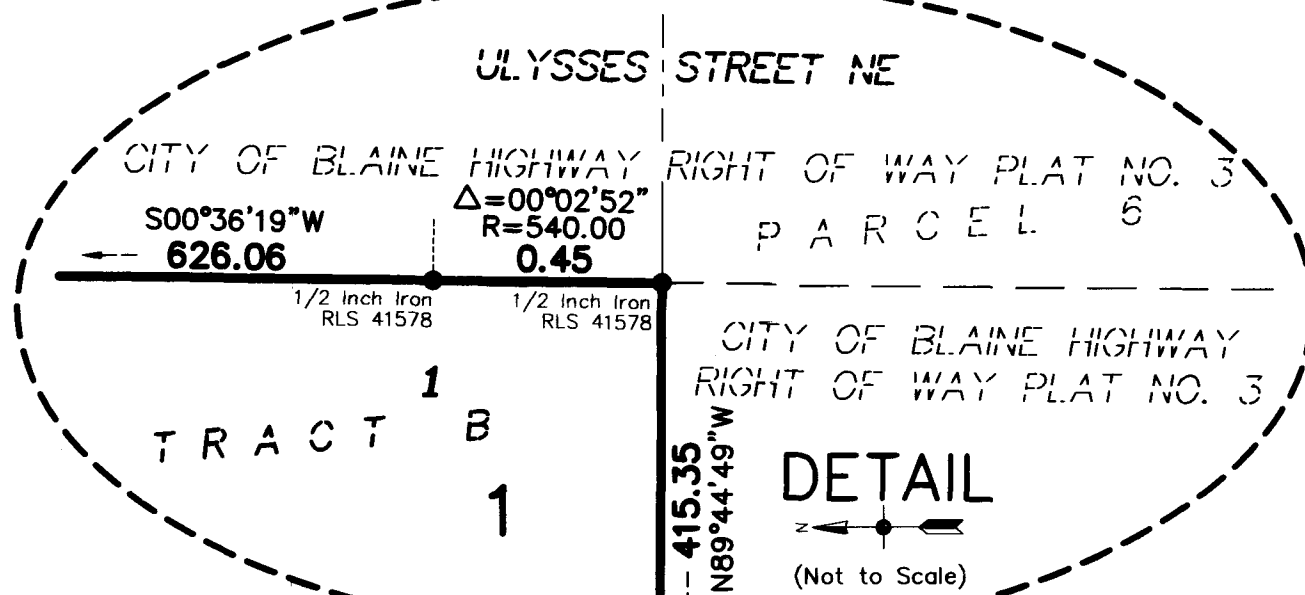 ULYSSES STREET NE
CITY OF BLAINE HIGHWAY RIGHT OF WAY PLAT NO. 3
PARCEL 6
S00°36'19"W
626.06
Δ=00°02'52"
R=540.00
0.45
1/2 Inch Iron
RLS 41578
1/2 Inch Iron
RLS 41578
CITY OF BLAINE HIGHWAY
RIGHT OF WAY PLAT NO. 3
1
TRACT B
1
415.35
N89°44'49"W
DETAIL
N
(Not to Scale)